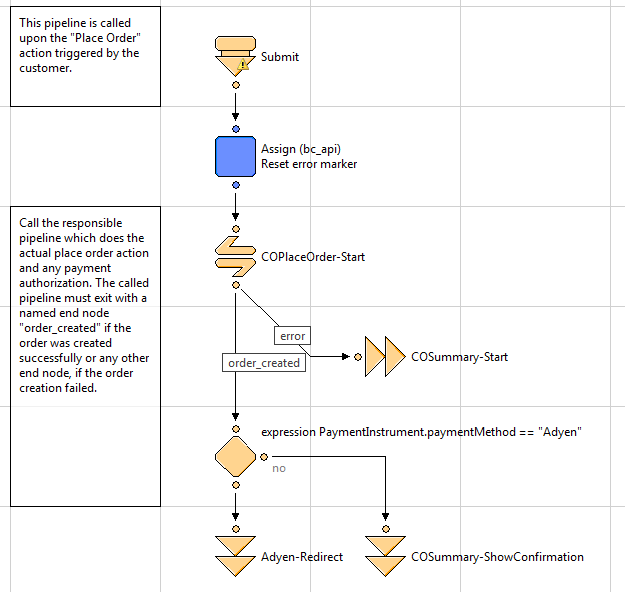 This pipeline is called
upon the "Place Order"
action triggered by the
customer.
Submit
Assign (bc_api)
Reset error marker
Call the responsible
pipeline which does the
actual place order action
and any payment
authorization. The called
pipeline must exit with a
named end node
"order_created" if the
order was created
successfully or any other
end node, if the order
creation failed.
COPlaceOrder-Start
error
order_created
COSummary-Start
expression PaymentInstrument.paymentMethod == "Adyen"
no
Adyen-Redirect
COSummary-ShowConfirmation